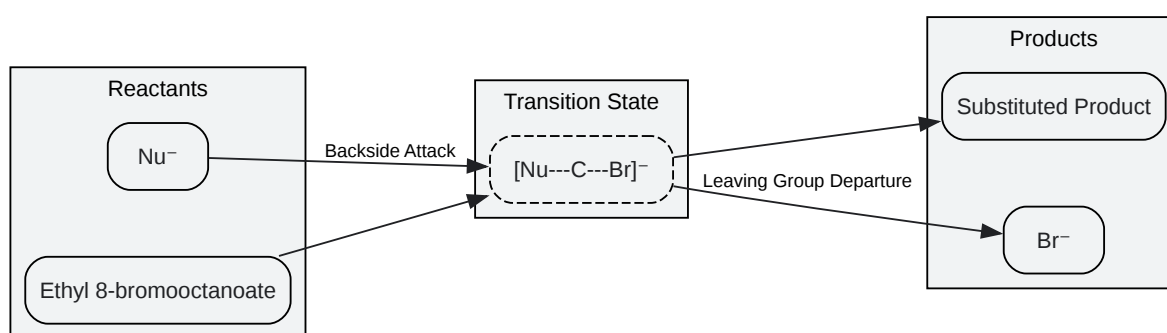 Reactants
Nu⁻
Ethyl 8-bromooctanoate
Backside Attack
Transition State
[Nu---C---Br]⁻
Leaving Group Departure
Products
Substituted Product
Br⁻